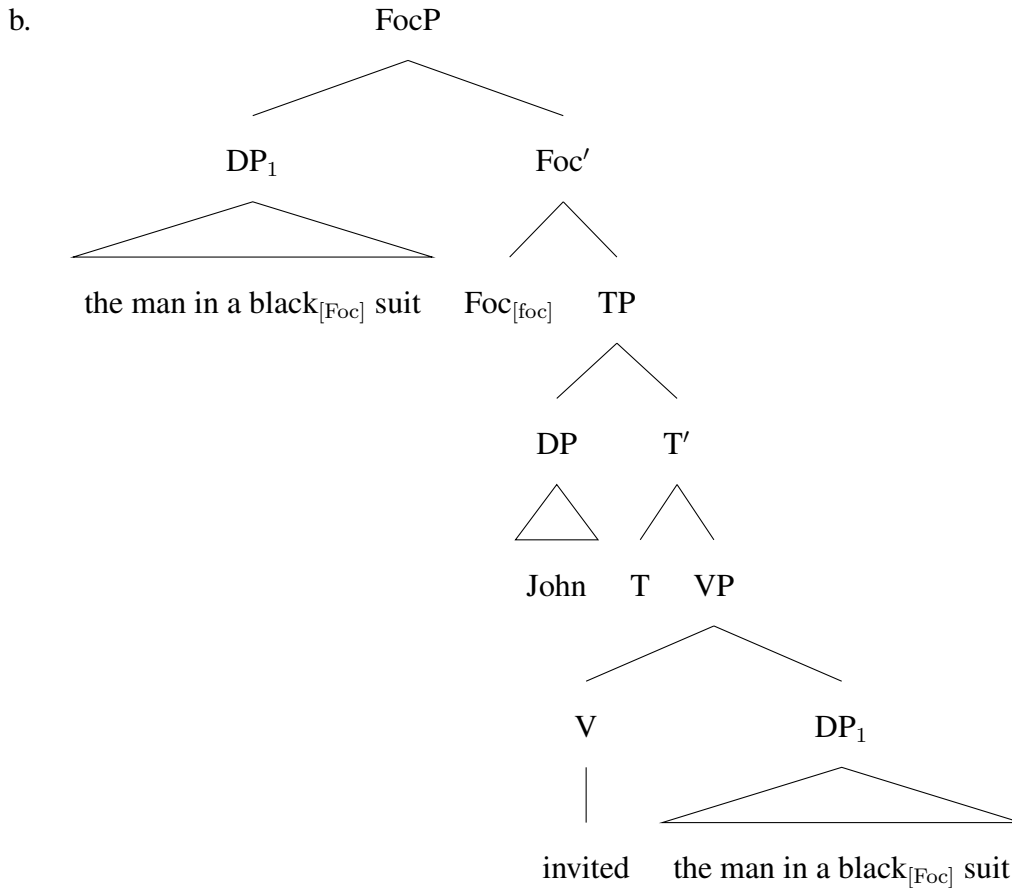 b. FocP
DP₁ Foc′
the man in a black[Foc] suit Foc[foc] TP
DP T′
John T VP
V DP₁
invited the man in a black[Foc] suit